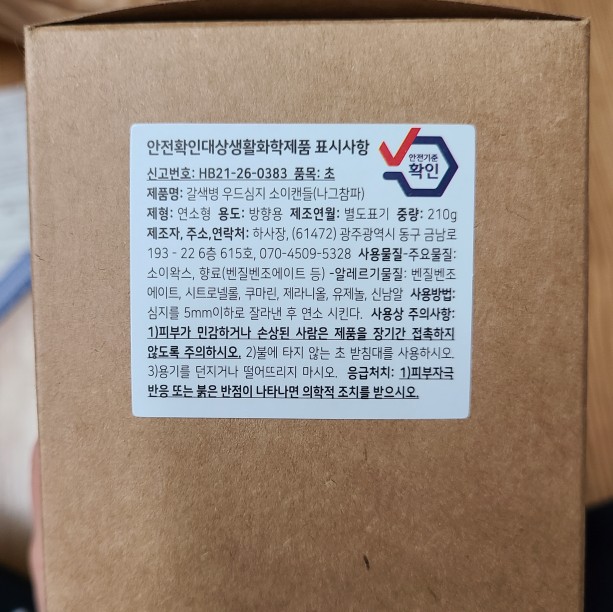 안전확인대상생활화학제품 표시사항
안전기준
확인
신고번호: HB21-26-0383 품목: 초
제품명: 갈색병 우드심지 소이캔들(나그참파)
제형: 연소형 용도: 방향용 제조연월: 별도표기 중량: 210g
제조자, 주소,연락처: 하사장, (61472) 광주광역시 동구 금남로
193 - 22 6층 615호, 070-4509-5328 사용물질-주요물질:
소이왁스, 향료(벤질벤조에이트 등) -알레르기물질: 벤질벤조
에이트, 시트로넬롤, 쿠마린, 제라니올, 유제놀, 신남알 사용방법:
심지를 5mm이하로 잘라낸 후 연소 시킨다. 사용상 주의사항:
1)피부가 민감하거나 손상된 사람은 제품을 장기간 접촉하지
않도록 주의하시오. 2)불에 타지 않는 초 받침대를 사용하시오.
3)용기를 던지거나 떨어뜨리지 마시오. 응급처치: 1)피부자극
반응 또는 붉은 반점이 나타나면 의학적 조치를 받으시오.